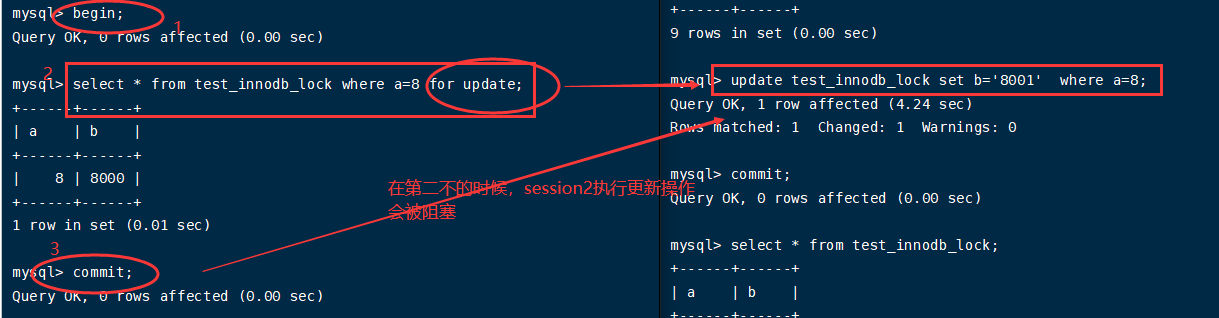 mysql> begin;
1
Query OK, 0 rows affected (0.00 sec)
2
mysql> select * from test_innodb_lock where a=8 for update;
+------+------+
| a    | b    |
+------+------+
|    8 | 8000 |
+------+------+
1 row in set (0.01 sec)
3
mysql> commit;
Query OK, 0 rows affected (0.00 sec)
在第二不的时候，session2执行更新操作
会被阻塞
+------+------+
9 rows in set (0.00 sec)
mysql> update test_innodb_lock set b='8001'  where a=8;
Query OK, 1 row affected (4.24 sec)
Rows matched: 1  Changed: 1  Warnings: 0
mysql> commit;
Query OK, 0 rows affected (0.00 sec)
mysql> select * from test_innodb_lock;
+------+------+
| a    | b    |
+------+------+